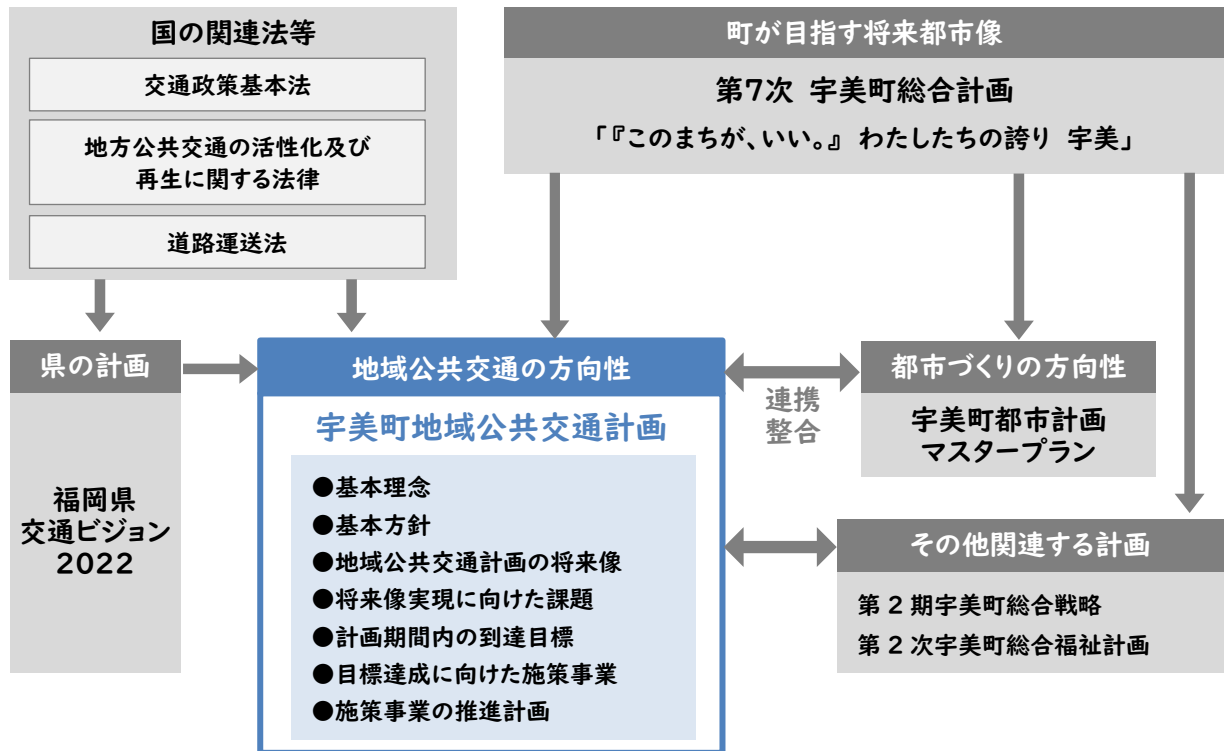 国の関連法等
交通政策基本法
地方公共交通の活性化及び
再生に関する法律
道路運送法
町が目指す将来都市像
第7次 宇美町総合計画
「『このまちが、いい。』 わたしたちの誇り 宇美」
県の計画
福岡県
交通ビジョン
2022
地域公共交通の方向性
宇美町地域公共交通計画
●基本理念
●基本方針
●地域公共交通計画の将来像
●将来像実現に向けた課題
●計画期間内の到達目標
●目標達成に向けた施策事業
●施策事業の推進計画
連携
整合
都市づくりの方向性
宇美町都市計画
マスタープラン
その他関連する計画
第2期宇美町総合戦略
第2次宇美町総合福祉計画